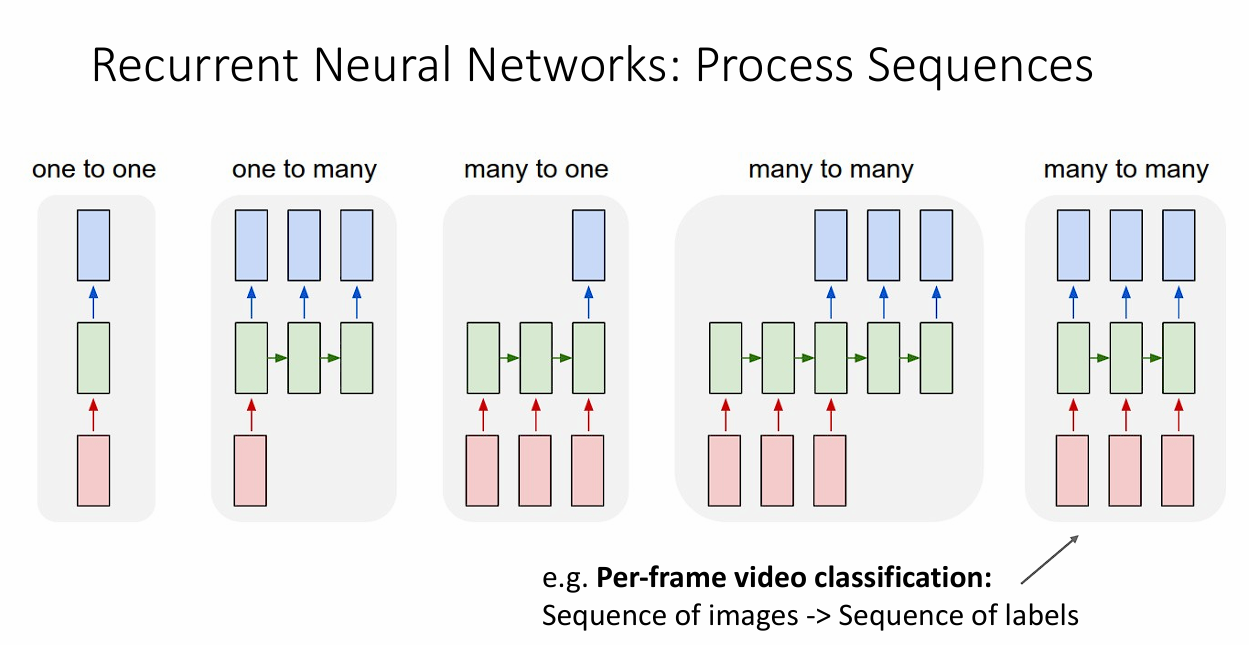 Recurrent Neural Networks: Process Sequences
one to one
one to many
many to one
many to many
many to many
e.g. Per-frame video classification:
Sequence of images -> Sequence of labels